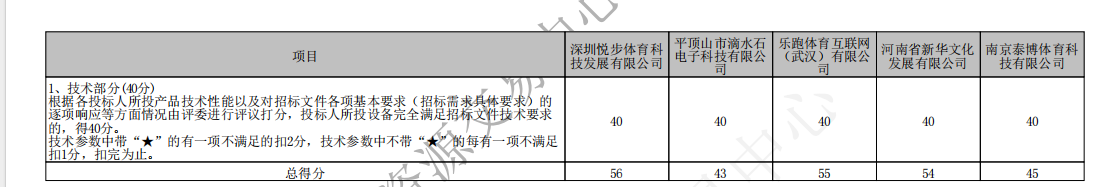 项目
深圳悦步体育科
技发展有限公司
平顶山市滴水石
电子科技有限公
司
乐跑体育互联网
（武汉）有限公
司
河南省新华文化
发展有限公司
南京泰博体育科
技有限公司
1、技术部分(40分)
根据各投标人所投产品技术性能以及对招标文件各项基本要求（招标需求具体要求）的
逐项响应等方面情况由评委进行评议打分，投标人所投设备完全满足招标文件技术要求
的，得40分。
技术参数中带“★”的有一项不满足的扣2分，技术参数中不带“★”的每有一项不满足
扣1分，扣完为止。
40
40
40
40
40
总得分
56
43
55
54
45
资源交易中心
中心